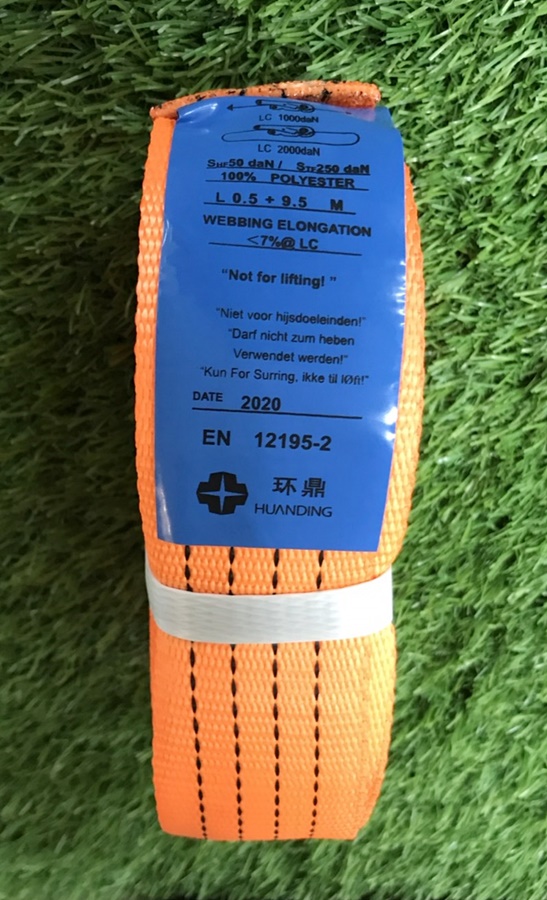 LC 1000daN
LC 2000daN
SHF50 daN / STF250 daN
100% POLYESTER
L 0.5 + 9.5 M
WEBBING ELONGATION
<7%@ LC
"Not for lifting! "
"Niet voor hijsdoeleinden!"
"Darf nicht zum heben
Verwendet werden!"
"Kun For Surring, ikke til lØft!"
DATE 2020
EN 12195-2
环鼎
HUANDING